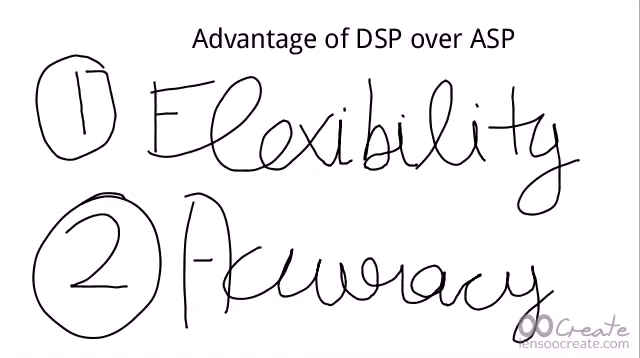 Advantage of DSP over ASP
1 Flexibility
2 Accuracy
Create
lensoocreate.com